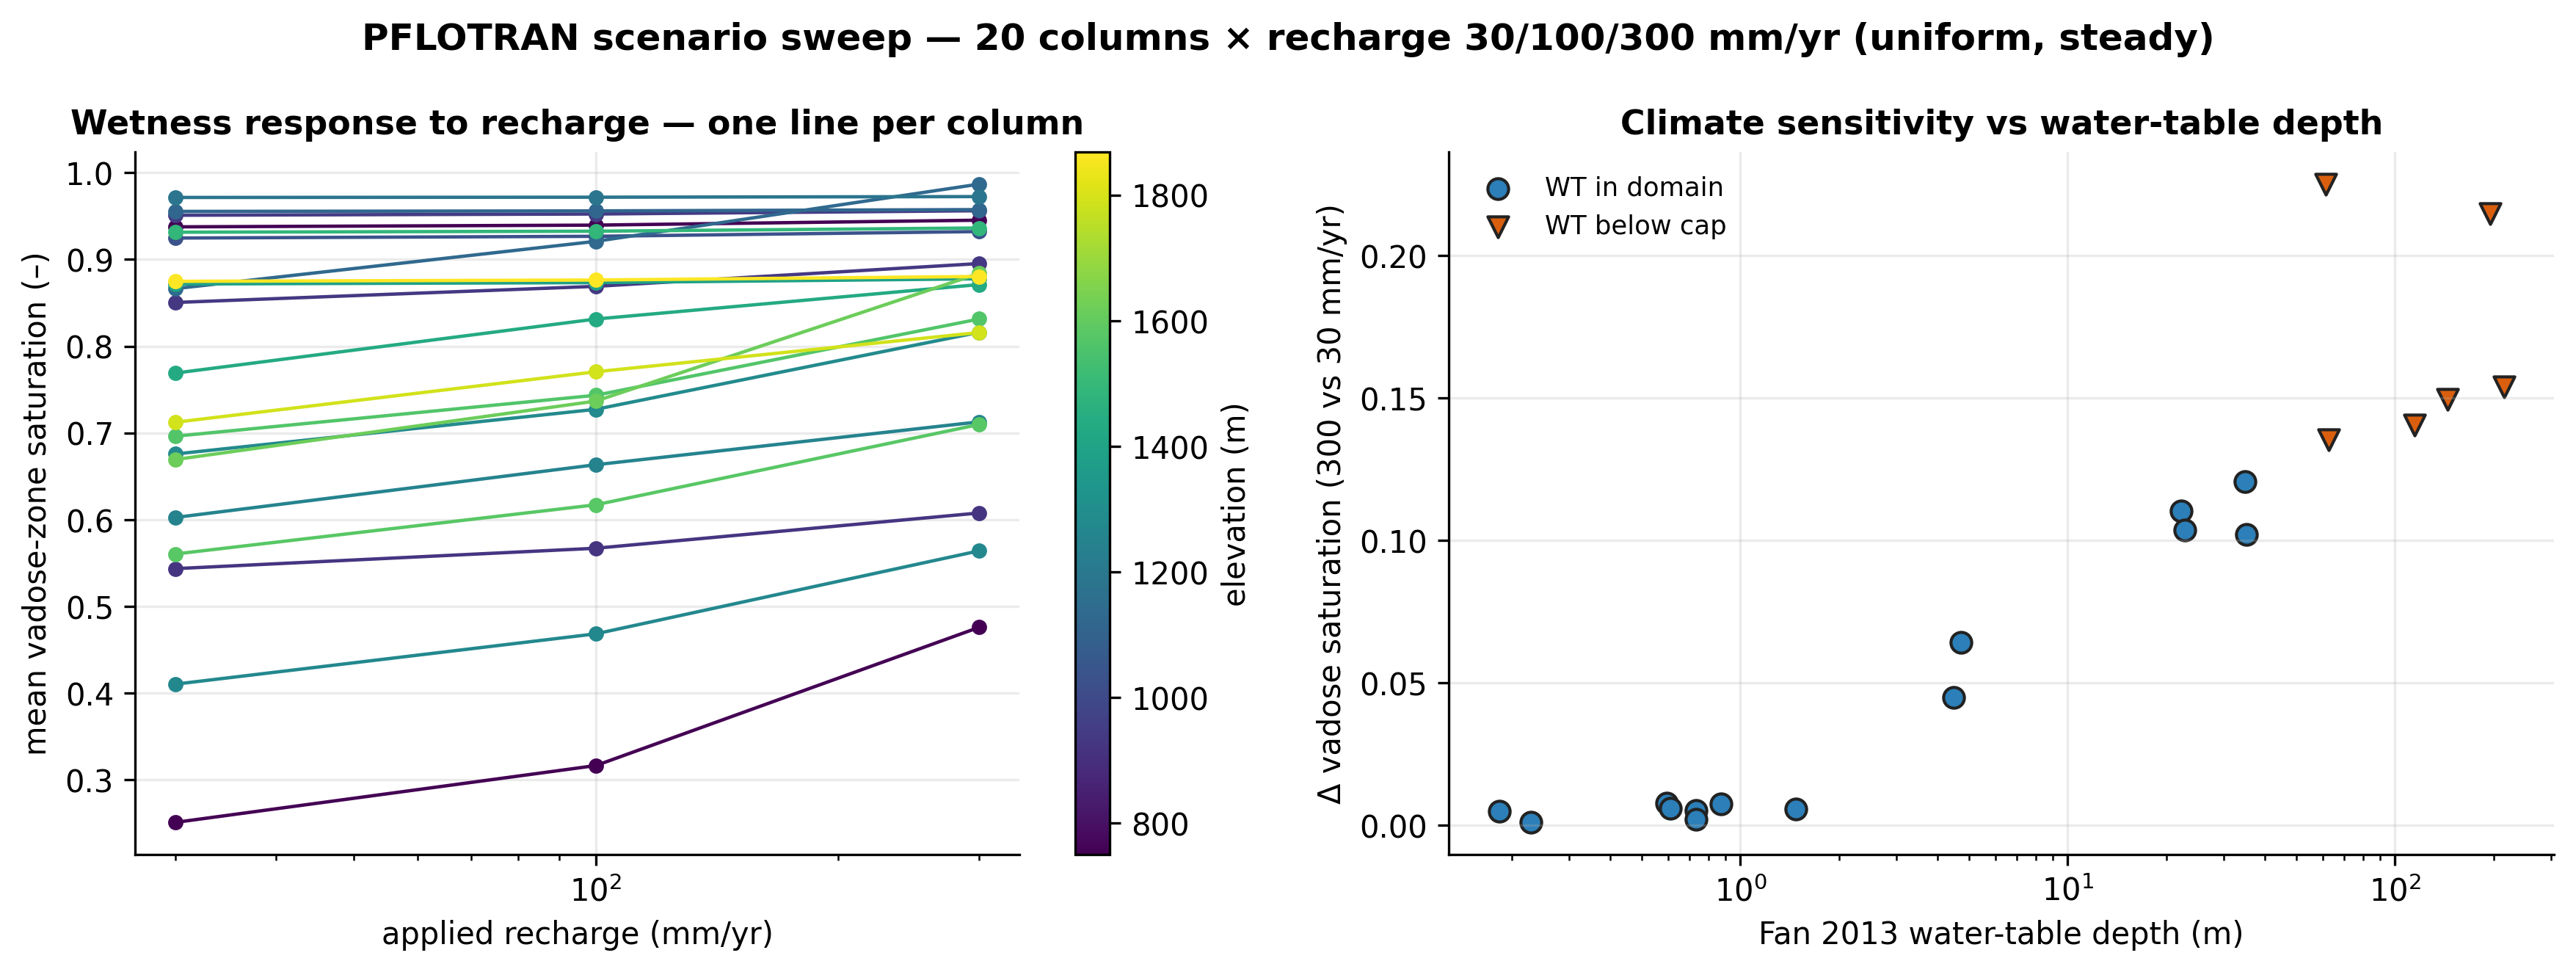 PFLOTRAN scenario sweep — 20 columns × recharge 30/100/300 mm/yr (uniform, steady)
Wetness response to recharge — one line per column
mean vadose-zone saturation (–)
1.0
0.9
0.8
0.7
0.6
0.5
0.4
0.3
10²
applied recharge (mm/yr)
1800
1600
1400
1200
1000
800
elevation (m)
Climate sensitivity vs water-table depth
WT in domain
WT below cap
Δ vadose saturation (300 vs 30 mm/yr)
0.20
0.15
0.10
0.05
0.00
10⁰ 10¹ 10²
Fan 2013 water-table depth (m)